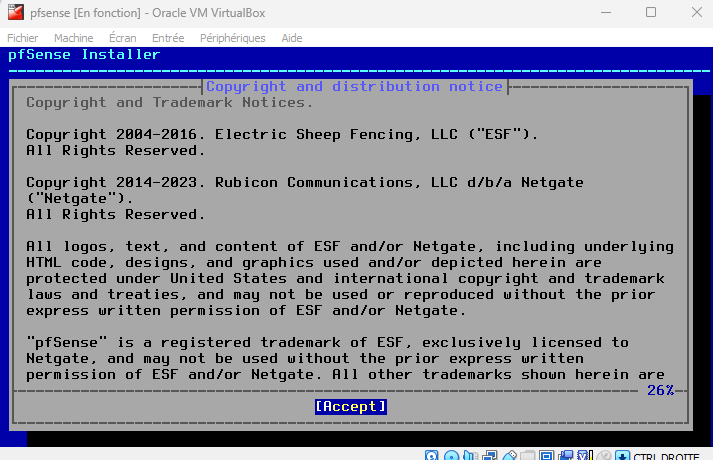 pfsense [En fonction] - Oracle VM VirtualBox
Fichier Machine Écran Entrée Périphériques Aide
pfSense Installer
Copyright and distribution notice
Copyright and Trademark Notices.
Copyright 2004-2016. Electric Sheep Fencing, LLC ("ESF").
All Rights Reserved.
Copyright 2014-2023. Rubicon Communications, LLC d/b/a Netgate
("Netgate").
All Rights Reserved.
All logos, text, and content of ESF and/or Netgate, including underlying
HTML code, designs, and graphics used and/or depicted herein are
protected under United States and international copyright and trademark
laws and treaties, and may not be used or reproduced without the prior
express written permission of ESF and/or Netgate.
"pfSense" is a registered trademark of ESF, exclusively licensed to
Netgate, and may not be used without the prior express written
permission of ESF and/or Netgate. All other trademarks shown herein are
26%
[Accept]
CTRL DROITE